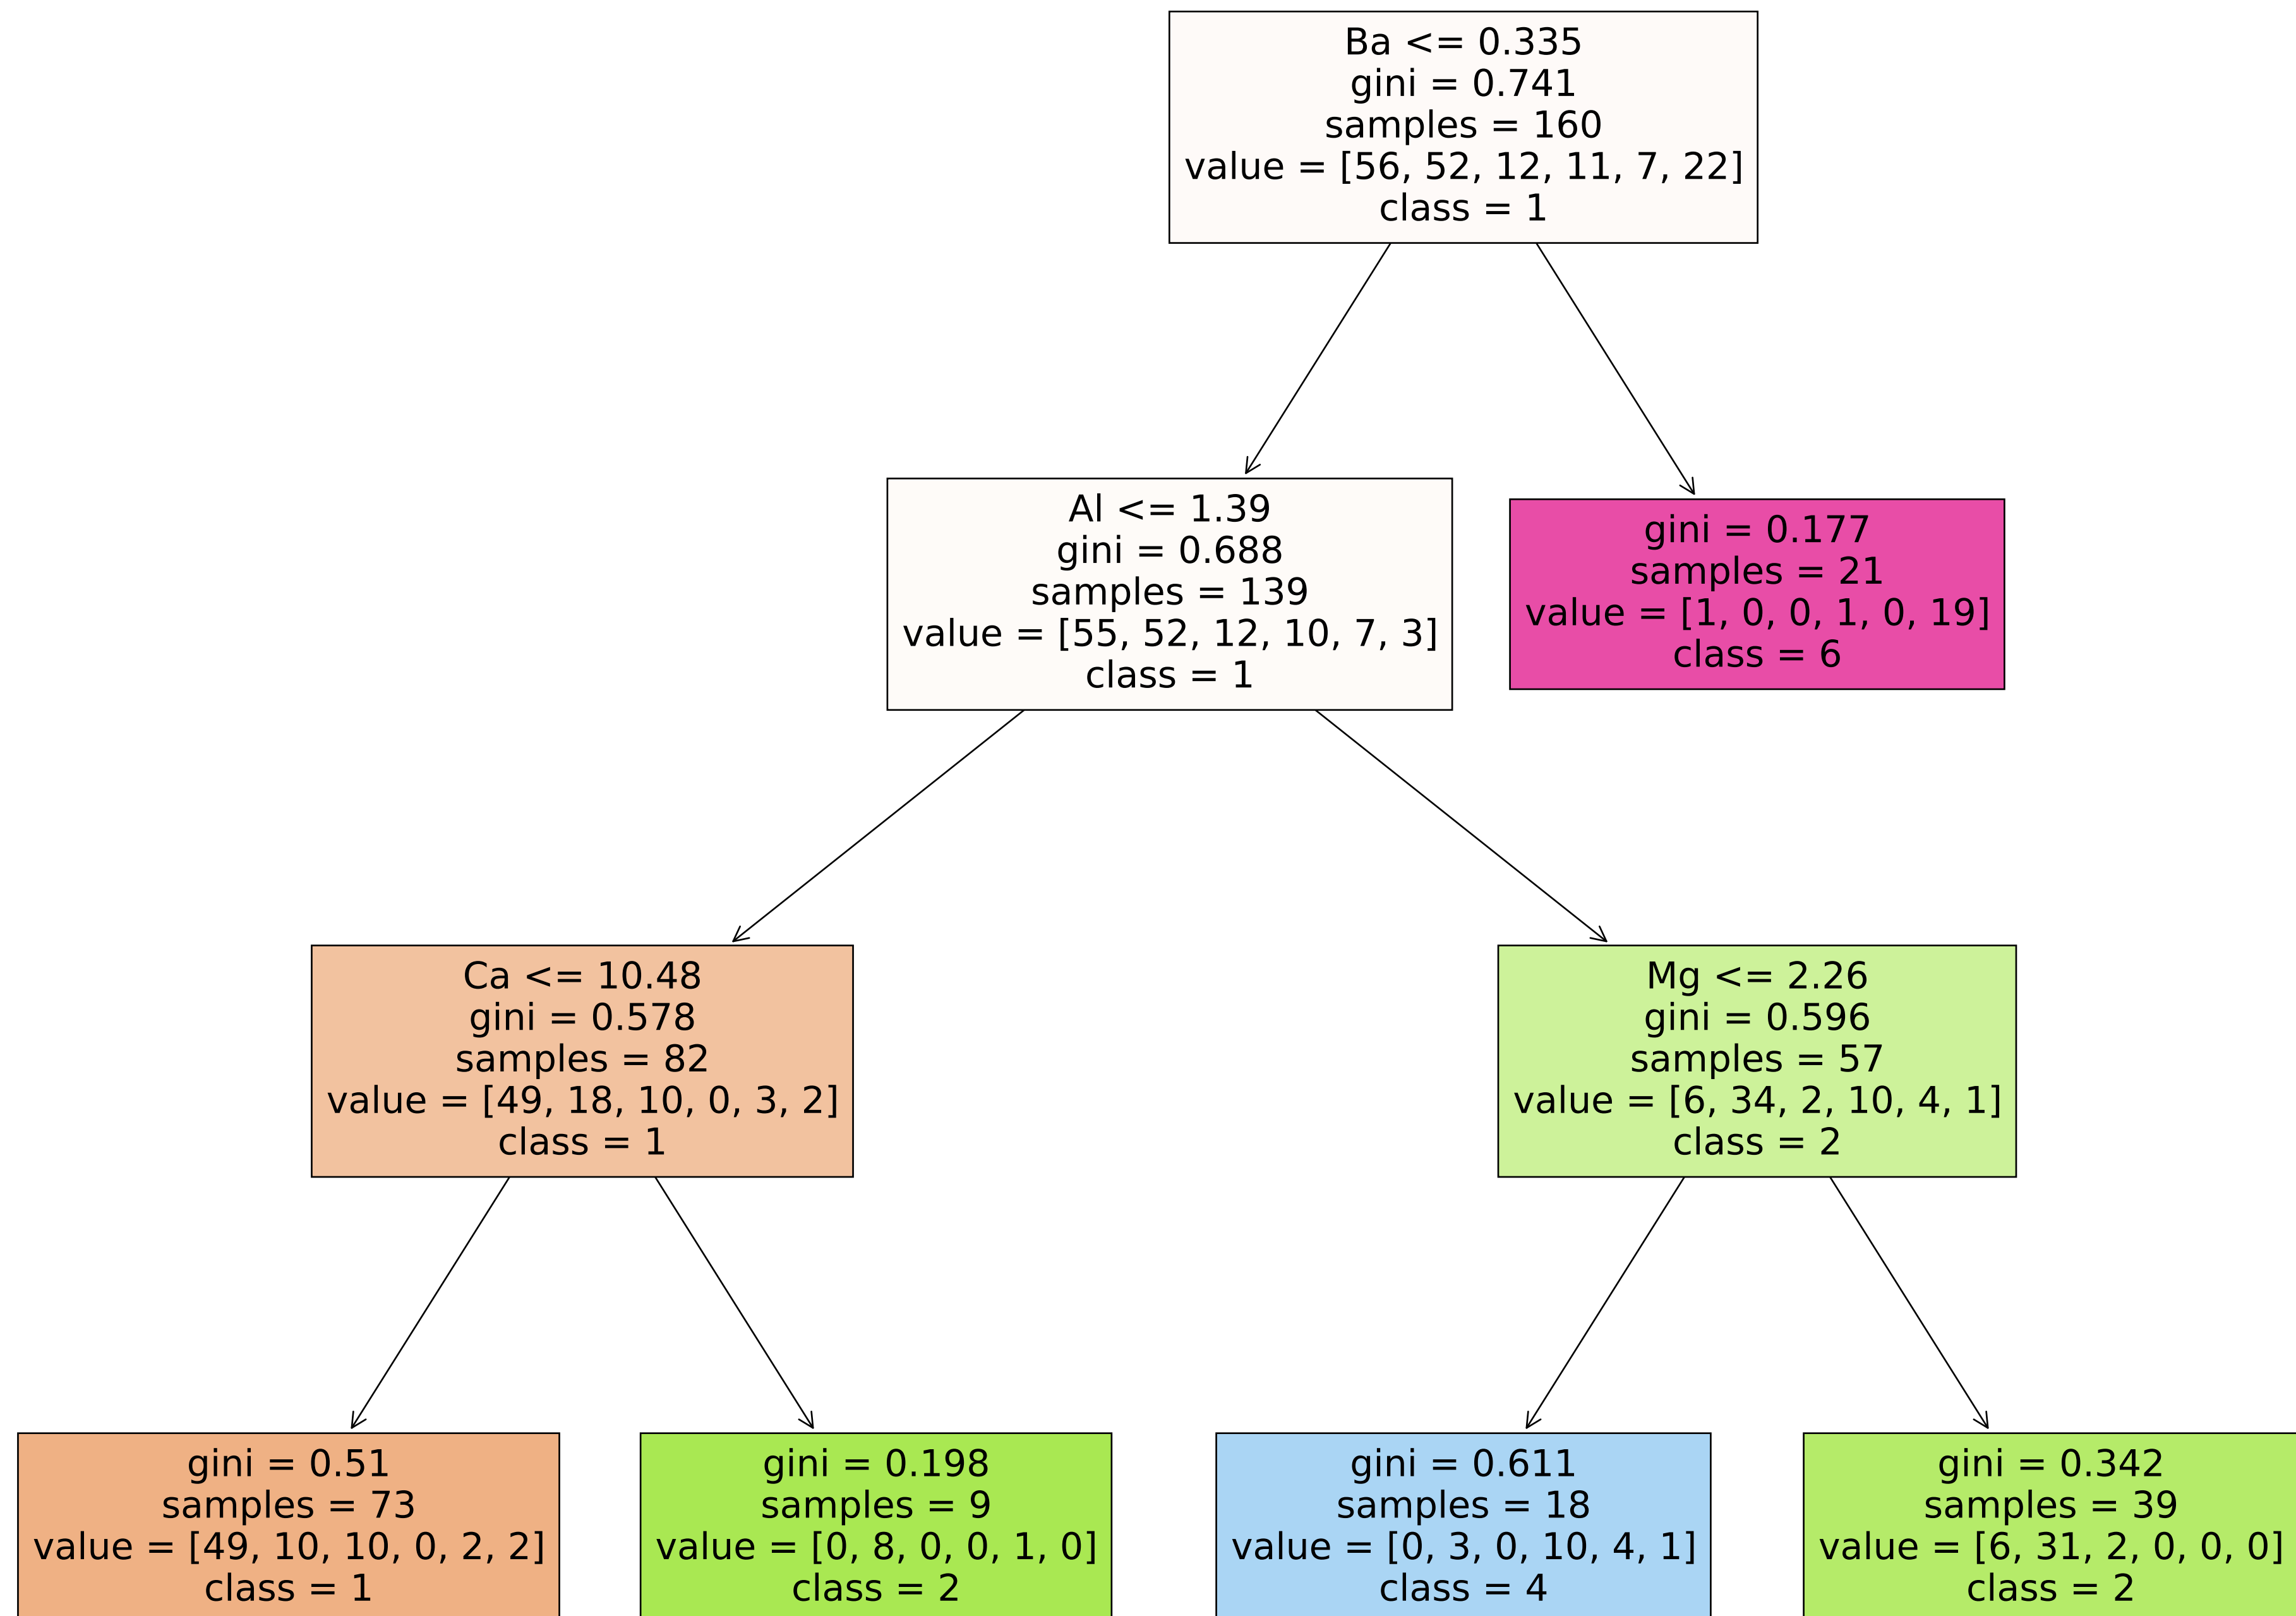 Ba <= 0.335
gini = 0.741
samples = 160
value = [56, 52, 12, 11, 7, 22]
class = 1
Al <= 1.39
gini = 0.688
samples = 139
value = [55, 52, 12, 10, 7, 3]
class = 1
gini = 0.177
samples = 21
value = [1, 0, 0, 1, 0, 19]
class = 6
Ca <= 10.48
gini = 0.578
samples = 82
value = [49, 18, 10, 0, 3, 2]
class = 1
Mg <= 2.26
gini = 0.596
samples = 57
value = [6, 34, 2, 10, 4, 1]
class = 2
gini = 0.51
samples = 73
value = [49, 10, 10, 0, 2, 2]
class = 1
gini = 0.198
samples = 9
value = [0, 8, 0, 0, 1, 0]
class = 2
gini = 0.611
samples = 18
value = [0, 3, 0, 10, 4, 1]
class = 4
gini = 0.342
samples = 39
value = [6, 31, 2, 0, 0, 0]
class = 2